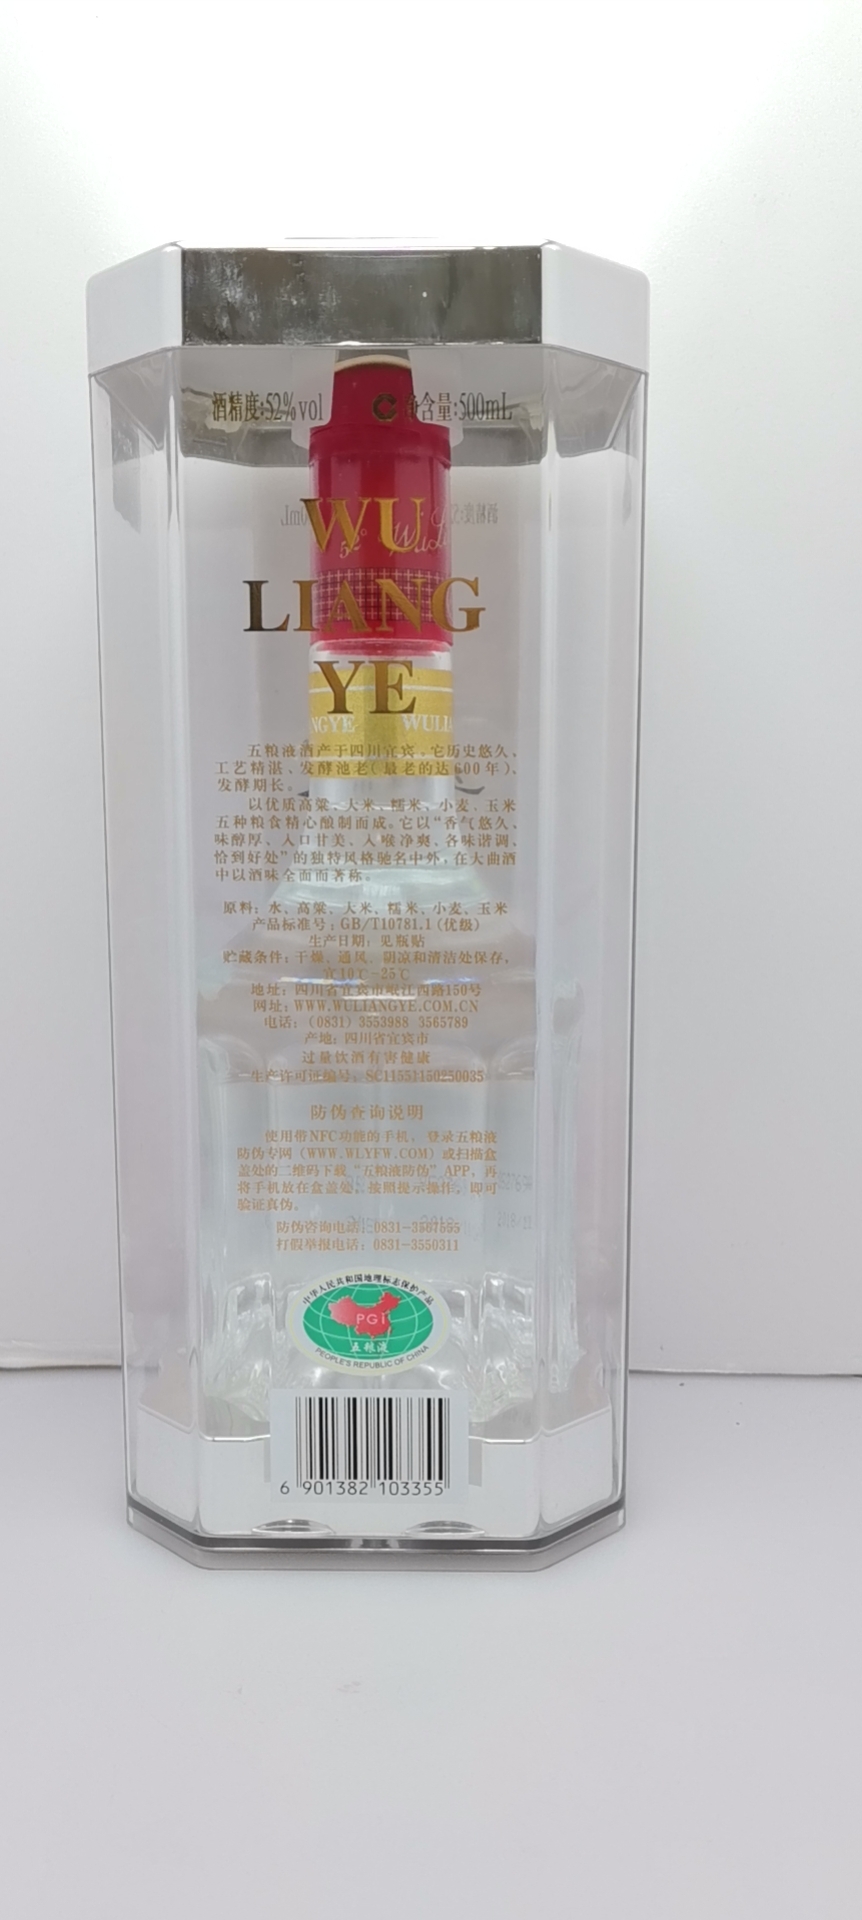 酒精度:52%vol
净含量:500mL
WU
LIANG
YE
NGYE WULI
五粮液酒产于四川宜宾，它历史悠久、
工艺精湛、发酵池老（最老的达600年）、
发酵期长。
以优质高粱、大米、糯米、小麦、玉米
五种粮食精心酿制而成。它以“香气悠久、
味醇厚、入口甘美、入喉净爽、各味谐调、
恰到好处”的独特风格驰名中外，在大曲酒
中以酒味全面而著称。
原料：水、高粱、大米、糯米、小麦、玉米
产品标准号：GB/T10781.1（优级）
生产日期：见瓶贴
贮藏条件：干燥、通风、阴凉和清洁处保存，
宜10℃-25℃
地址：四川省宜宾市岷江西路150号
网址：WWW.WULIANGYE.COM.CN
电话：（0831）3553988 3565789
产地：四川省宜宾市
过量饮酒有害健康
生产许可证编号：SC11551150250035
防伪查询说明
使用带NFC功能的手机，登录五粮液
防伪专网（WWW.WLYFW.COM）或扫描盒
盖处的二维码下载“五粮液防伪”APP，再
将手机放在盒盖处，按照提示操作，即可
验证真伪。
防伪咨询电话：0831-3567595
打假举报电话：0831-3550311
中华人民共和国地理标志保护产品
PGI
五粮液
PEOPLE'S REPUBLIC OF CHINA
6 901382 103355